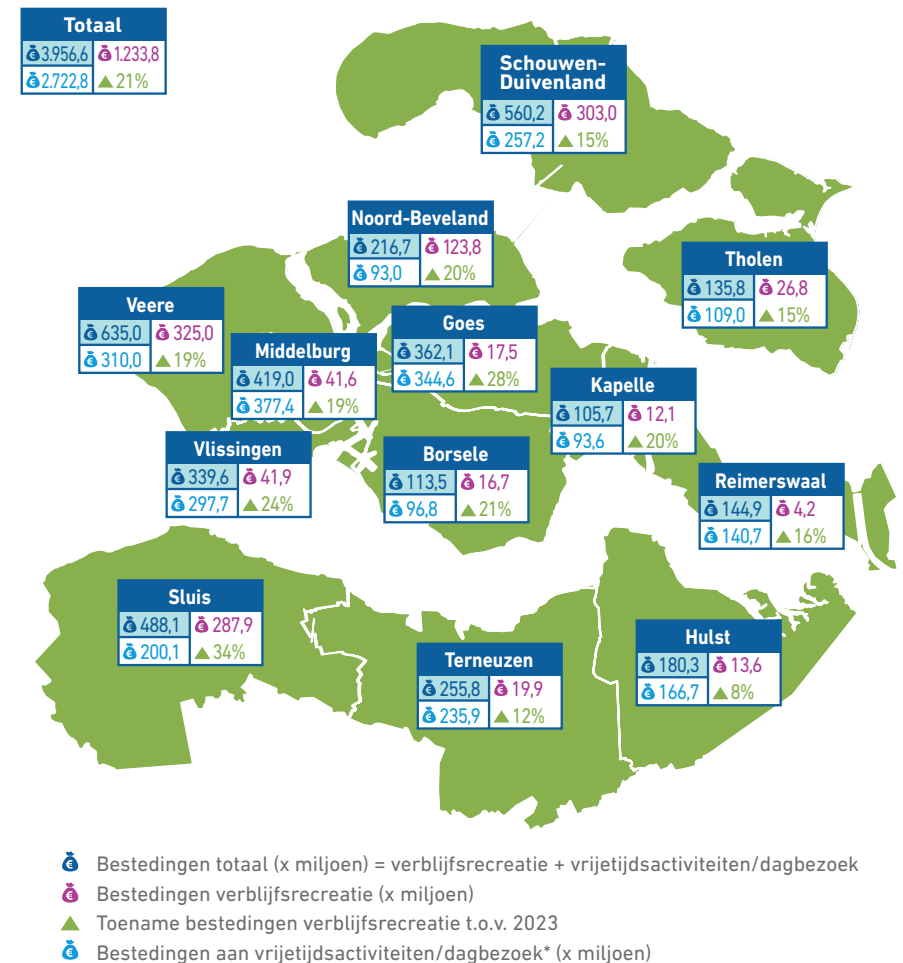 Totaal
3.956,6 1.233,8
2.722,8 21%
Schouwen-
Duivenland
560,2 303,0
257,2 15%
Noord-Beveland
216,7 123,8
93,0 20%
Tholen
135,8 26,8
109,0 15%
Veere
635,0 325,0
310,0 19%
Goes
362,1 17,5
344,6 28%
Middelburg
419,0 41,6
377,4 19%
Kapelle
105,7 12,1
93,6 20%
Vlissingen
339,6 41,9
297,7 24%
Borsele
113,5 16,7
96,8 21%
Reimerswaal
144,9 4,2
140,7 16%
Sluis
488,1 287,9
200,1 34%
Terneuzen
255,8 19,9
235,9 12%
Hulst
180,3 13,6
166,7 8%
Bestedingen totaal (x miljoen) = verblijfsrecreatie + vrijetijdsactiviteiten/dagbezoek
Bestedingen verblijfsrecreatie (x miljoen)
Toename bestedingen verblijfsrecreatie t.o.v. 2023
Bestedingen aan vrijetijdsactiviteiten/dagbezoek* (x miljoen)